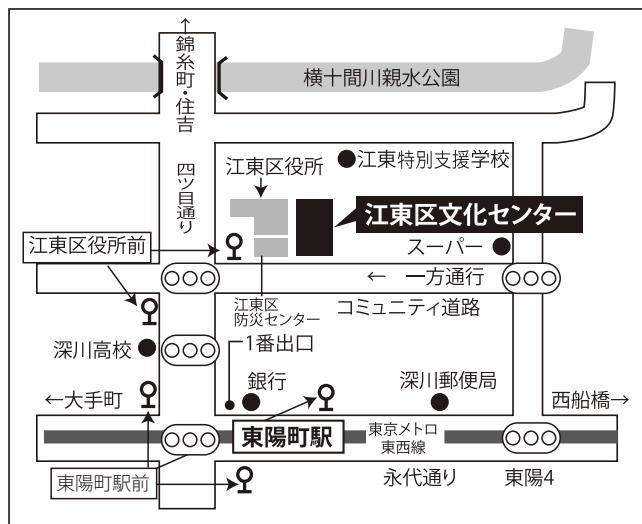 ↑錦糸町・住吉
横十間川親水公園
四ツ目通り
江東区役所
江東特別支援学校
江東区文化センター
スーパー
江東区役所前
← 一方通行
江東区
防災センター
コミュニティ道路
1番出口
深川高校
銀行
深川郵便局
←大手町
西船橋→
東陽町駅
東京メトロ
東西線
東陽町駅前
永代通り
東陽4